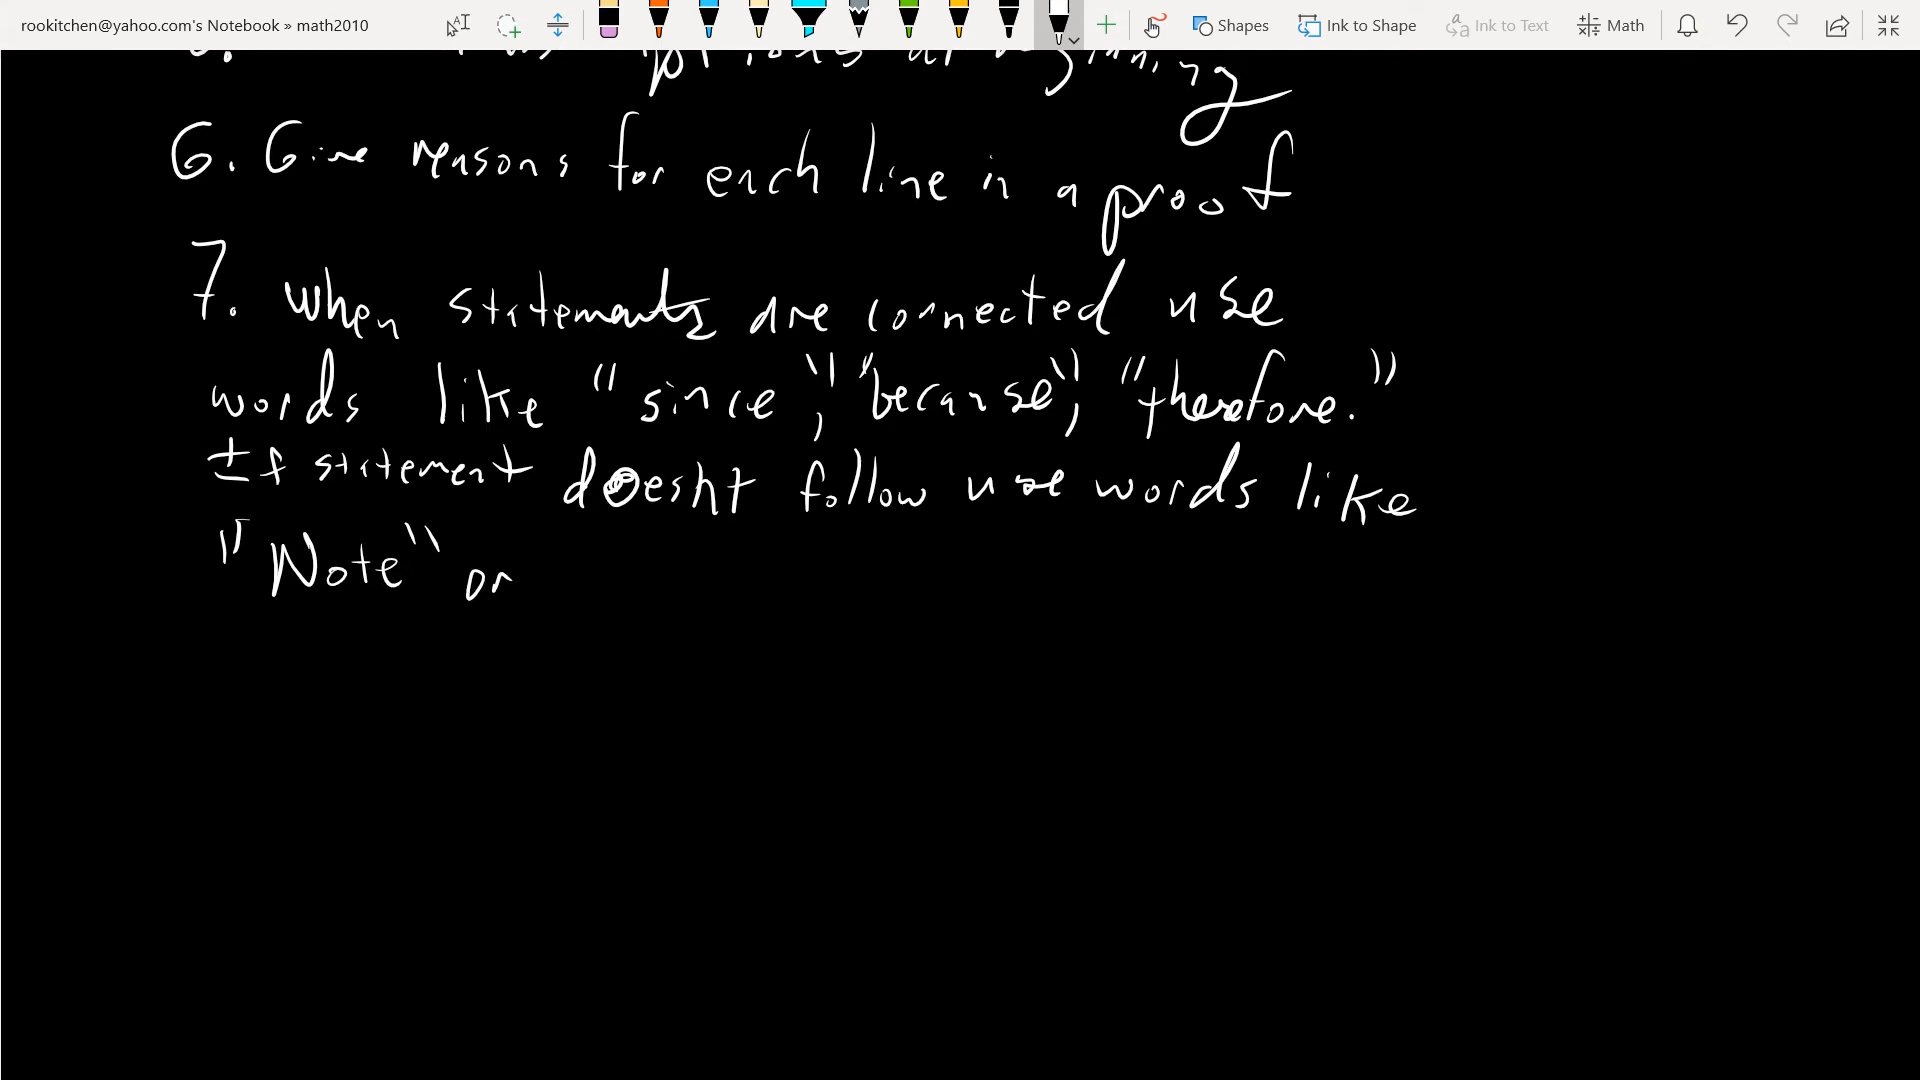 rookitchen@yahoo.com's Notebook » math2010
Shapes
Ink to Shape
Ink to Text
Math
6. Give reasons for each line in a proof
7. When statements are connected use
words like "since", "because", "therefore."
If statement doesn't follow use words like
"Note" or